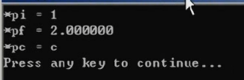 *pi = 1
*pf = 2.000000
*pc = c
Press any key to continue...